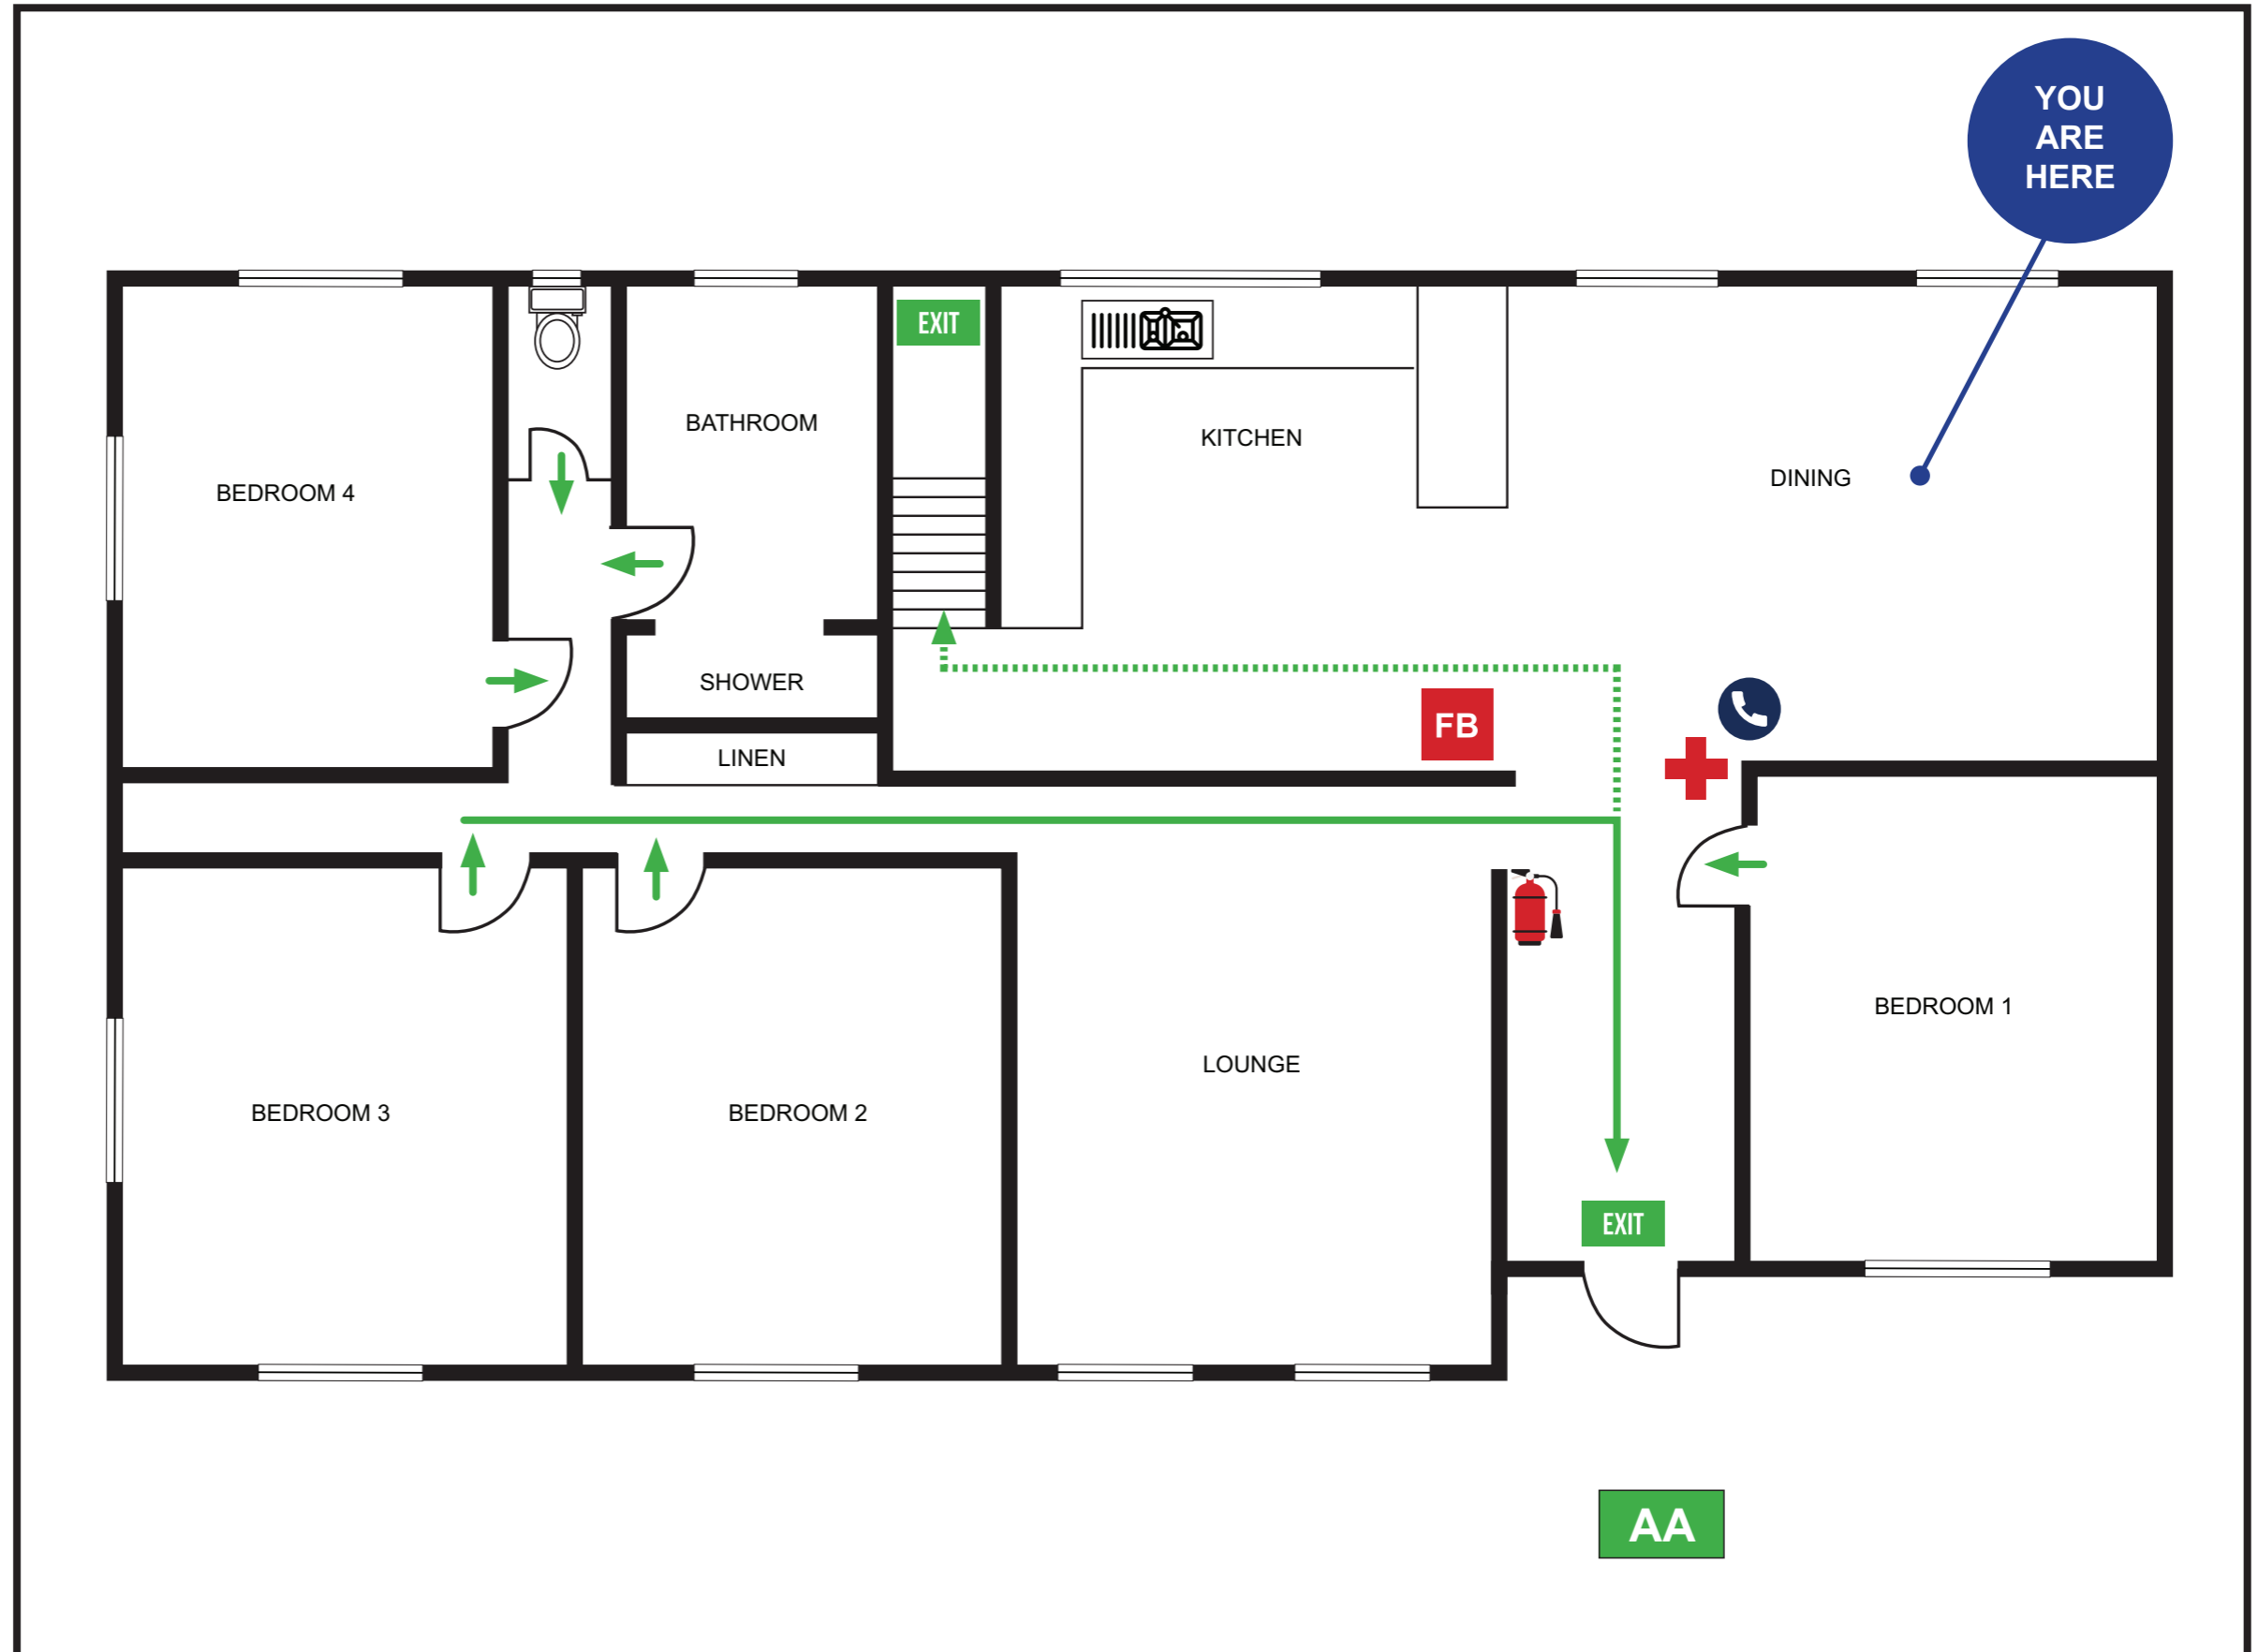 YOU
ARE
HERE
EXIT
BATHROOM
KITCHEN
DINING
BEDROOM 4
SHOWER
FB
LINEN
BEDROOM 1
LOUNGE
BEDROOM 3
BEDROOM 2
EXIT
AA